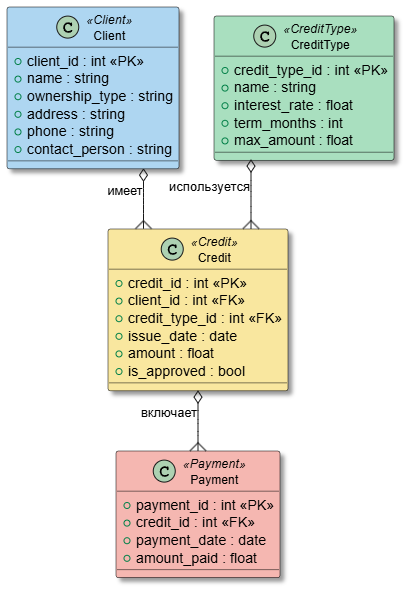 C
«Client»
Client
client_id : int «PK»
name : string
ownership_type : string
address : string
phone : string
contact_person : string
C
«CreditType»
CreditType
credit_type_id : int «PK»
name : string
interest_rate : float
term_months : int
max_amount : float
имеет
используется
C
«Credit»
Credit
credit_id : int «PK»
client_id : int «FK»
credit_type_id : int «FK»
issue_date : date
amount : float
is_approved : bool
включает
C
«Payment»
Payment
payment_id : int «PK»
credit_id : int «FK»
payment_date : date
amount_paid : float